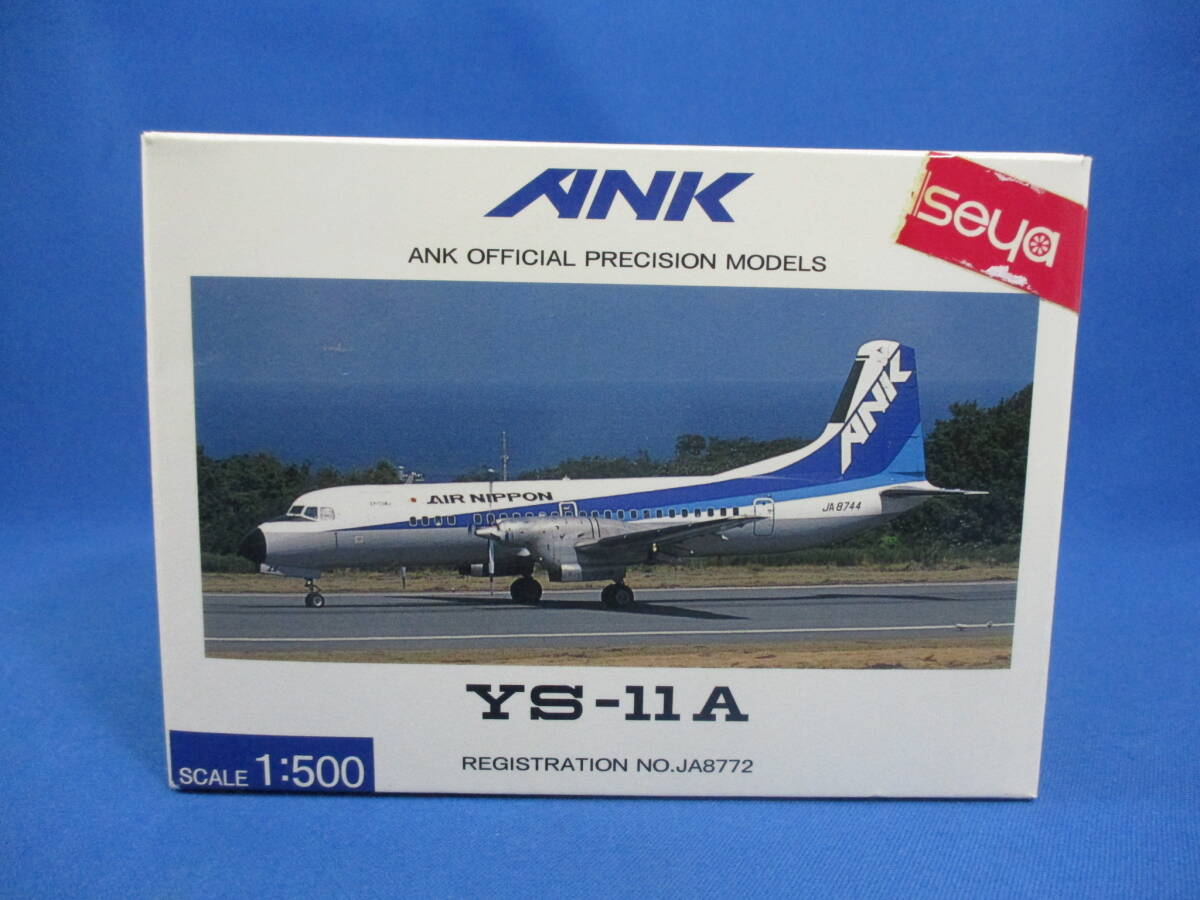 ANK
seya
ANK OFFICIAL PRECISION MODELS
ANK
AIR NIPPON
JA8744
YS-11A
SCALE 1:500
REGISTRATION NO.JA8772